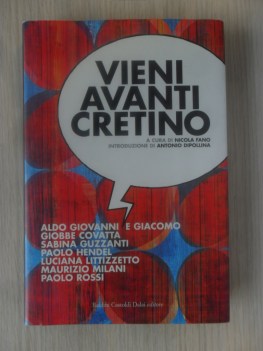 VIENI
AVANTI
CRETINO
A CURA DI NICOLA FANO
INTRODUZIONE DI ANTONIO DIPOLLINA
ALDO GIOVANNI E GIACOMO
GIOBBE COVATTA
SABINA GUZZANTI
PAOLO HENDEL
LUCIANA LITTIZZETTO
MAURIZIO MILANI
PAOLO ROSSI
Baldini Castoldi Dalai editore